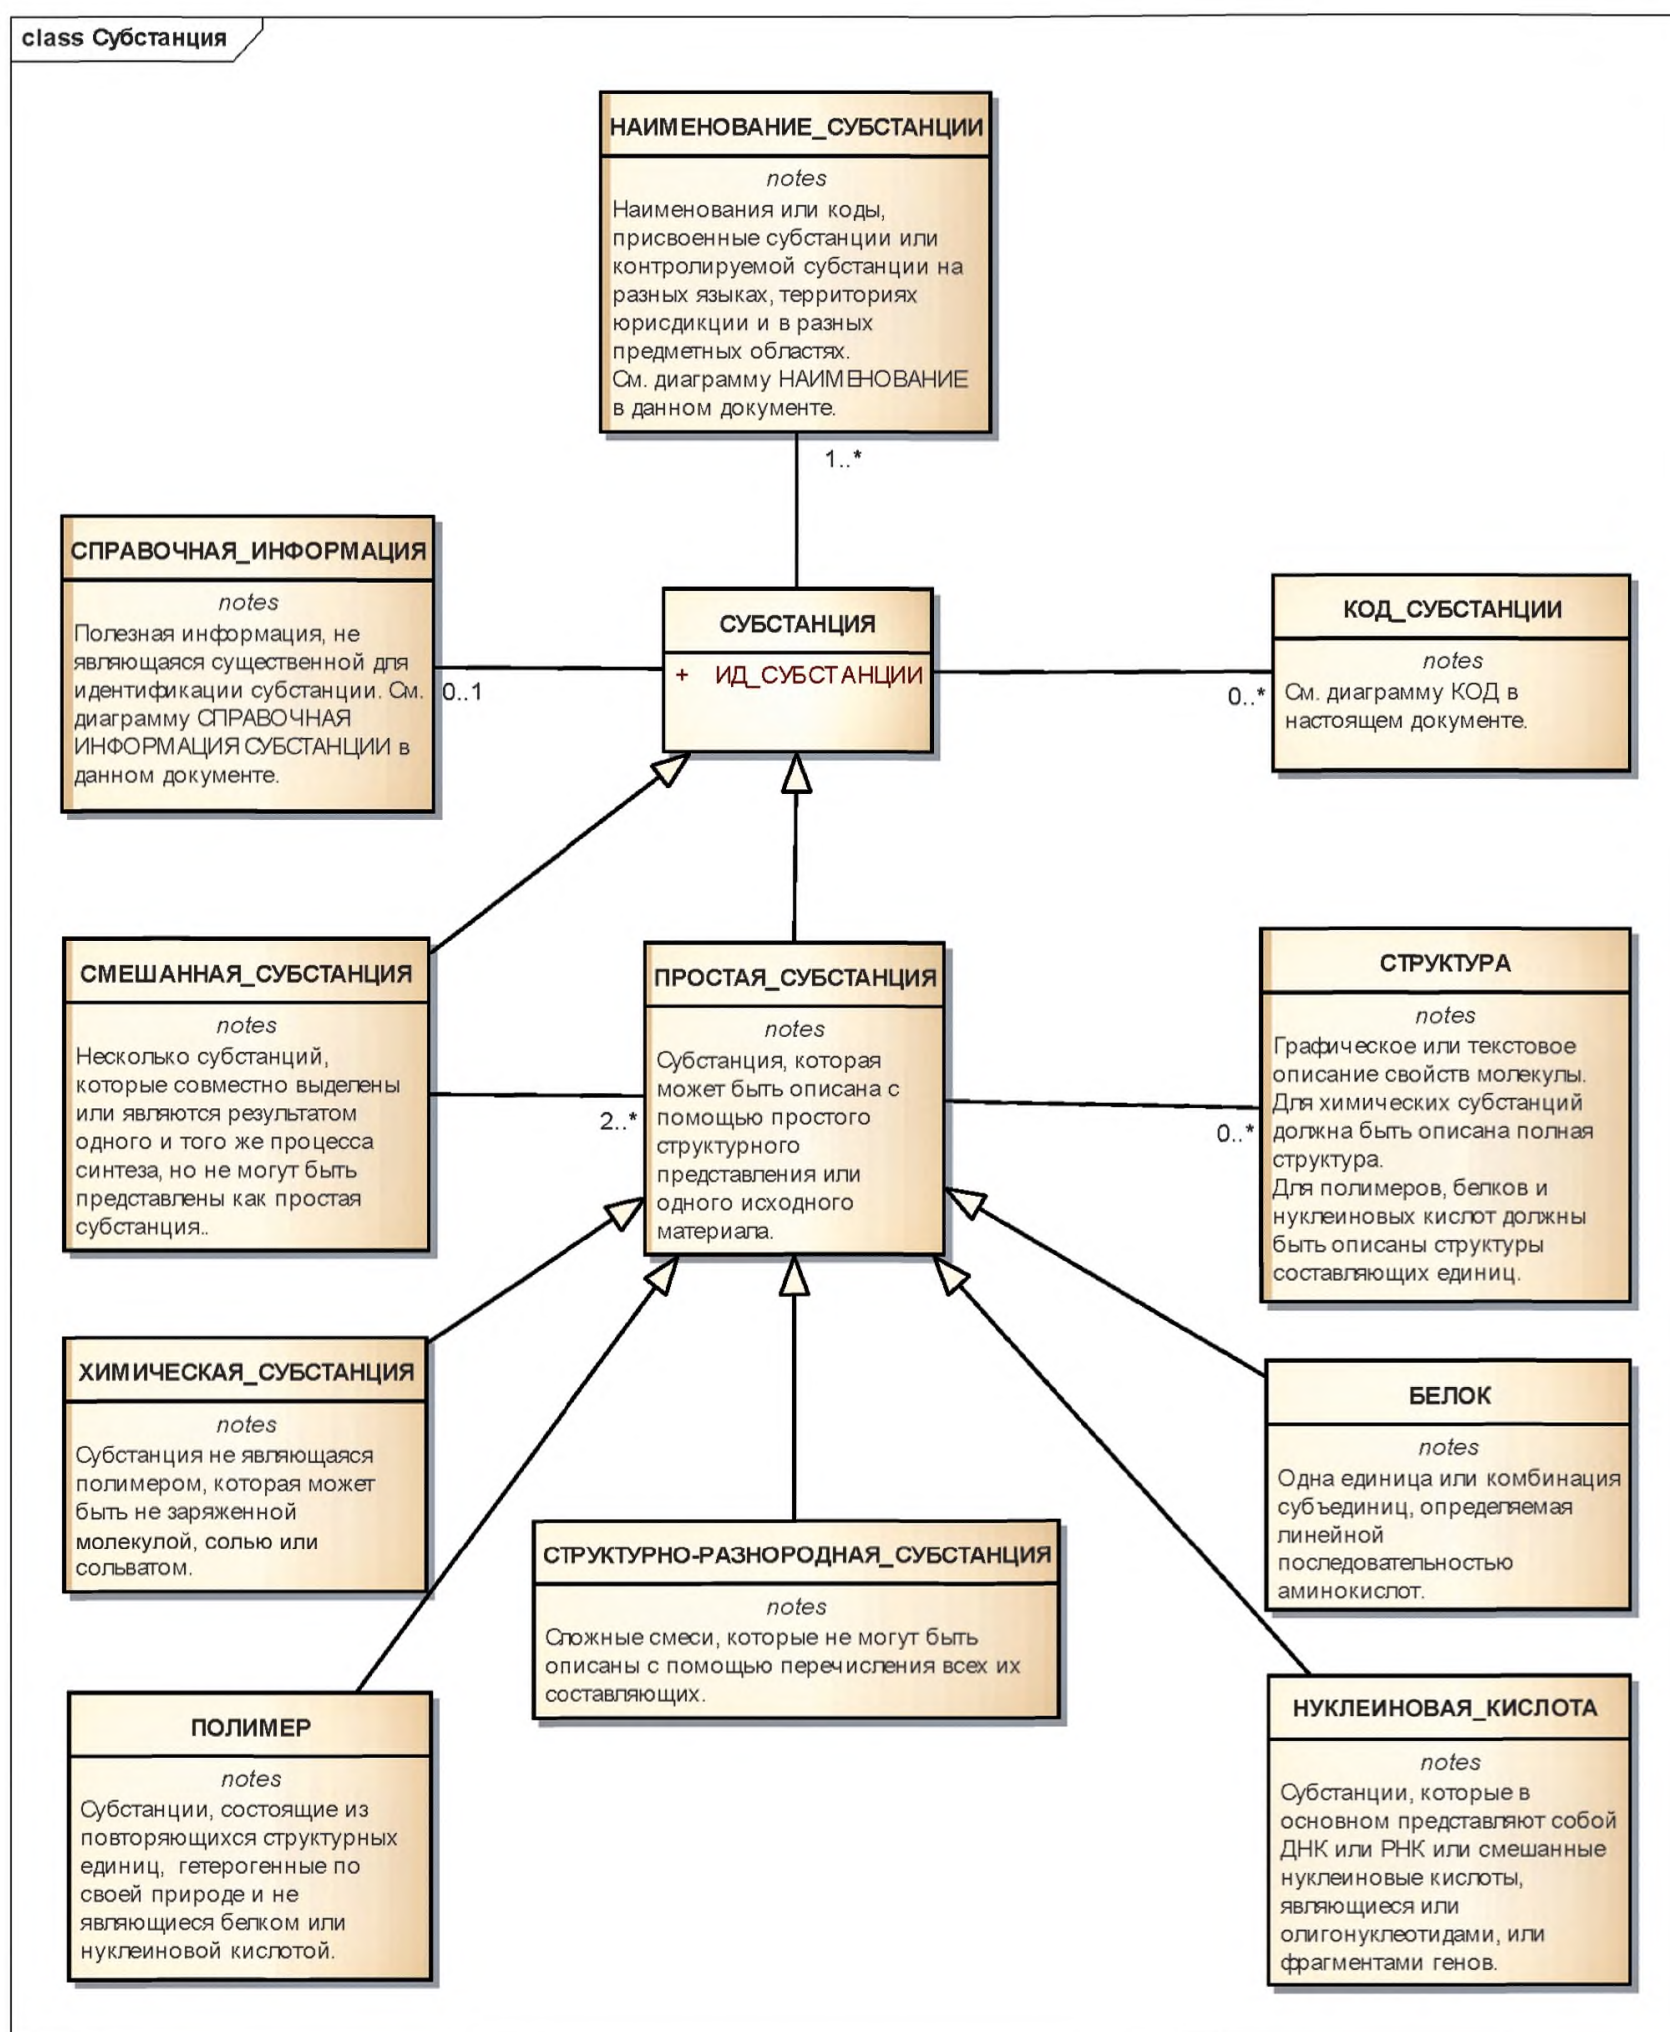 class Субстанция
НАИМЕНОВАНИЕ_СУБСТАНЦИИ
notes
Наименования или коды,
присвоенные субстанции или
контролируемой субстанции на
разных языках, территориях
юрисдикции и в разных
предметных областях.
См. диаграмму НАИМЕНОВАНИЕ
в данном документе.
1..*
СПРАВОЧНАЯ_ИНФОРМАЦИЯ
notes
Полезная информация, не
являющаяся существенной для
идентификации субстанции. См.
диаграмму СПРАВОЧНАЯ
ИНФОРМАЦИЯ СУБСТАНЦИИ в
данном документе.
0..1
СУБСТАНЦИЯ
+ ИД_СУБСТАНЦИИ
0..*
КОД_СУБСТАНЦИИ
notes
См. диаграмму КОД в
настоящем документе.
СМЕШАННАЯ_СУБСТАНЦИЯ
notes
Несколько субстанций,
которые совместно выделены
или являются результатом
одного и того же процесса
синтеза, но не могут быть
представлены как простая
субстанция..
2..*
ПРОСТАЯ_СУБСТАНЦИЯ
notes
Субстанция, которая
может быть описана с
помощью простого
структурного
представления или
одного исходного
материала.
0..*
СТРУКТУРА
notes
Графическое или текстовое
описание свойств молекулы.
Для химических субстанций
должна быть описана полная
структура.
Для полимеров, белков и
нуклеиновых кислот должны
быть описаны структуры
составляющих единиц.
ХИМИЧЕСКАЯ_СУБСТАНЦИЯ
notes
Субстанция не являющаяся
полимером, которая может
быть не заряженной
молекулой, солью или
сольватом.
БЕЛОК
notes
Одна единица или комбинация
субъединиц, определяемая
линейной
последовательностью
аминокислот.
СТРУКТУРНО-РАЗНОРОДНАЯ_СУБСТАНЦИЯ
notes
Сложные смеси, которые не могут быть
описаны с помощью перечисления всех их
составляющих.
ПОЛИМЕР
notes
Субстанции, состоящие из
повторяющихся структурных
единиц, гетерогенные по
своей природе и не
являющиеся белком или
нуклеиновой кислотой.
НУКЛЕИНОВАЯ_КИСЛОТА
notes
Субстанции, которые в
основном представляют собой
ДНК или РНК или смешанные
нуклеиновые кислоты,
являющиеся или
олигонуклеотидами, или
фрагментами генов.